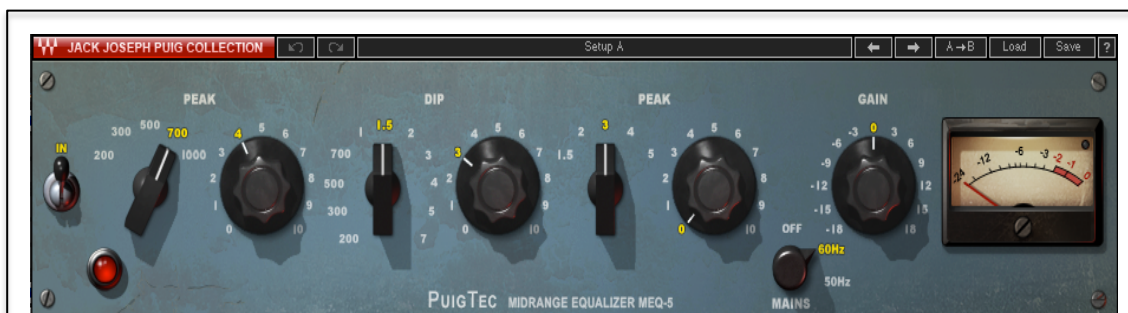 JACK JOSEPH PUIG COLLECTION Setup A A→B Load Save ?
PEAK DIP PEAK GAIN
IN
200 300 500 700 1000
0 1 2 3 4 5 6 7 8 9 10
200 300 500 700 1 1.5 2 3 4 5 7
0 1 2 3 4 5 6 7 8 9 10
1.5 2 3 4 5
0 1 2 3 4 5 6 7 8 9 10
-18 -15 -12 -9 -6 -3 0 3 6 9 12 15 18
-24 -12 -6 -3 -2 -1 0
OFF
60Hz
50Hz
MAINS
PUIGTEC MIDRANGE EQUALIZER MEQ-5